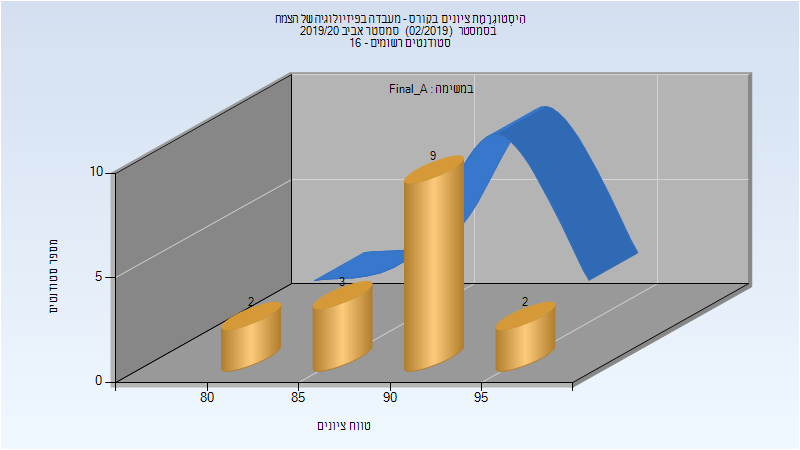 היסטוגרמת ציונים בקורס - מעבדה בפיזיולוגיה של הצמח
בסמסטר (02/2019) סמסטר אביב 2019/20
סטודנטים רשומים - 16
במשימה : Final_A
10
5
0
מספר סטודנטים
2
3
9
2
80
85
90
95
טווח ציונים